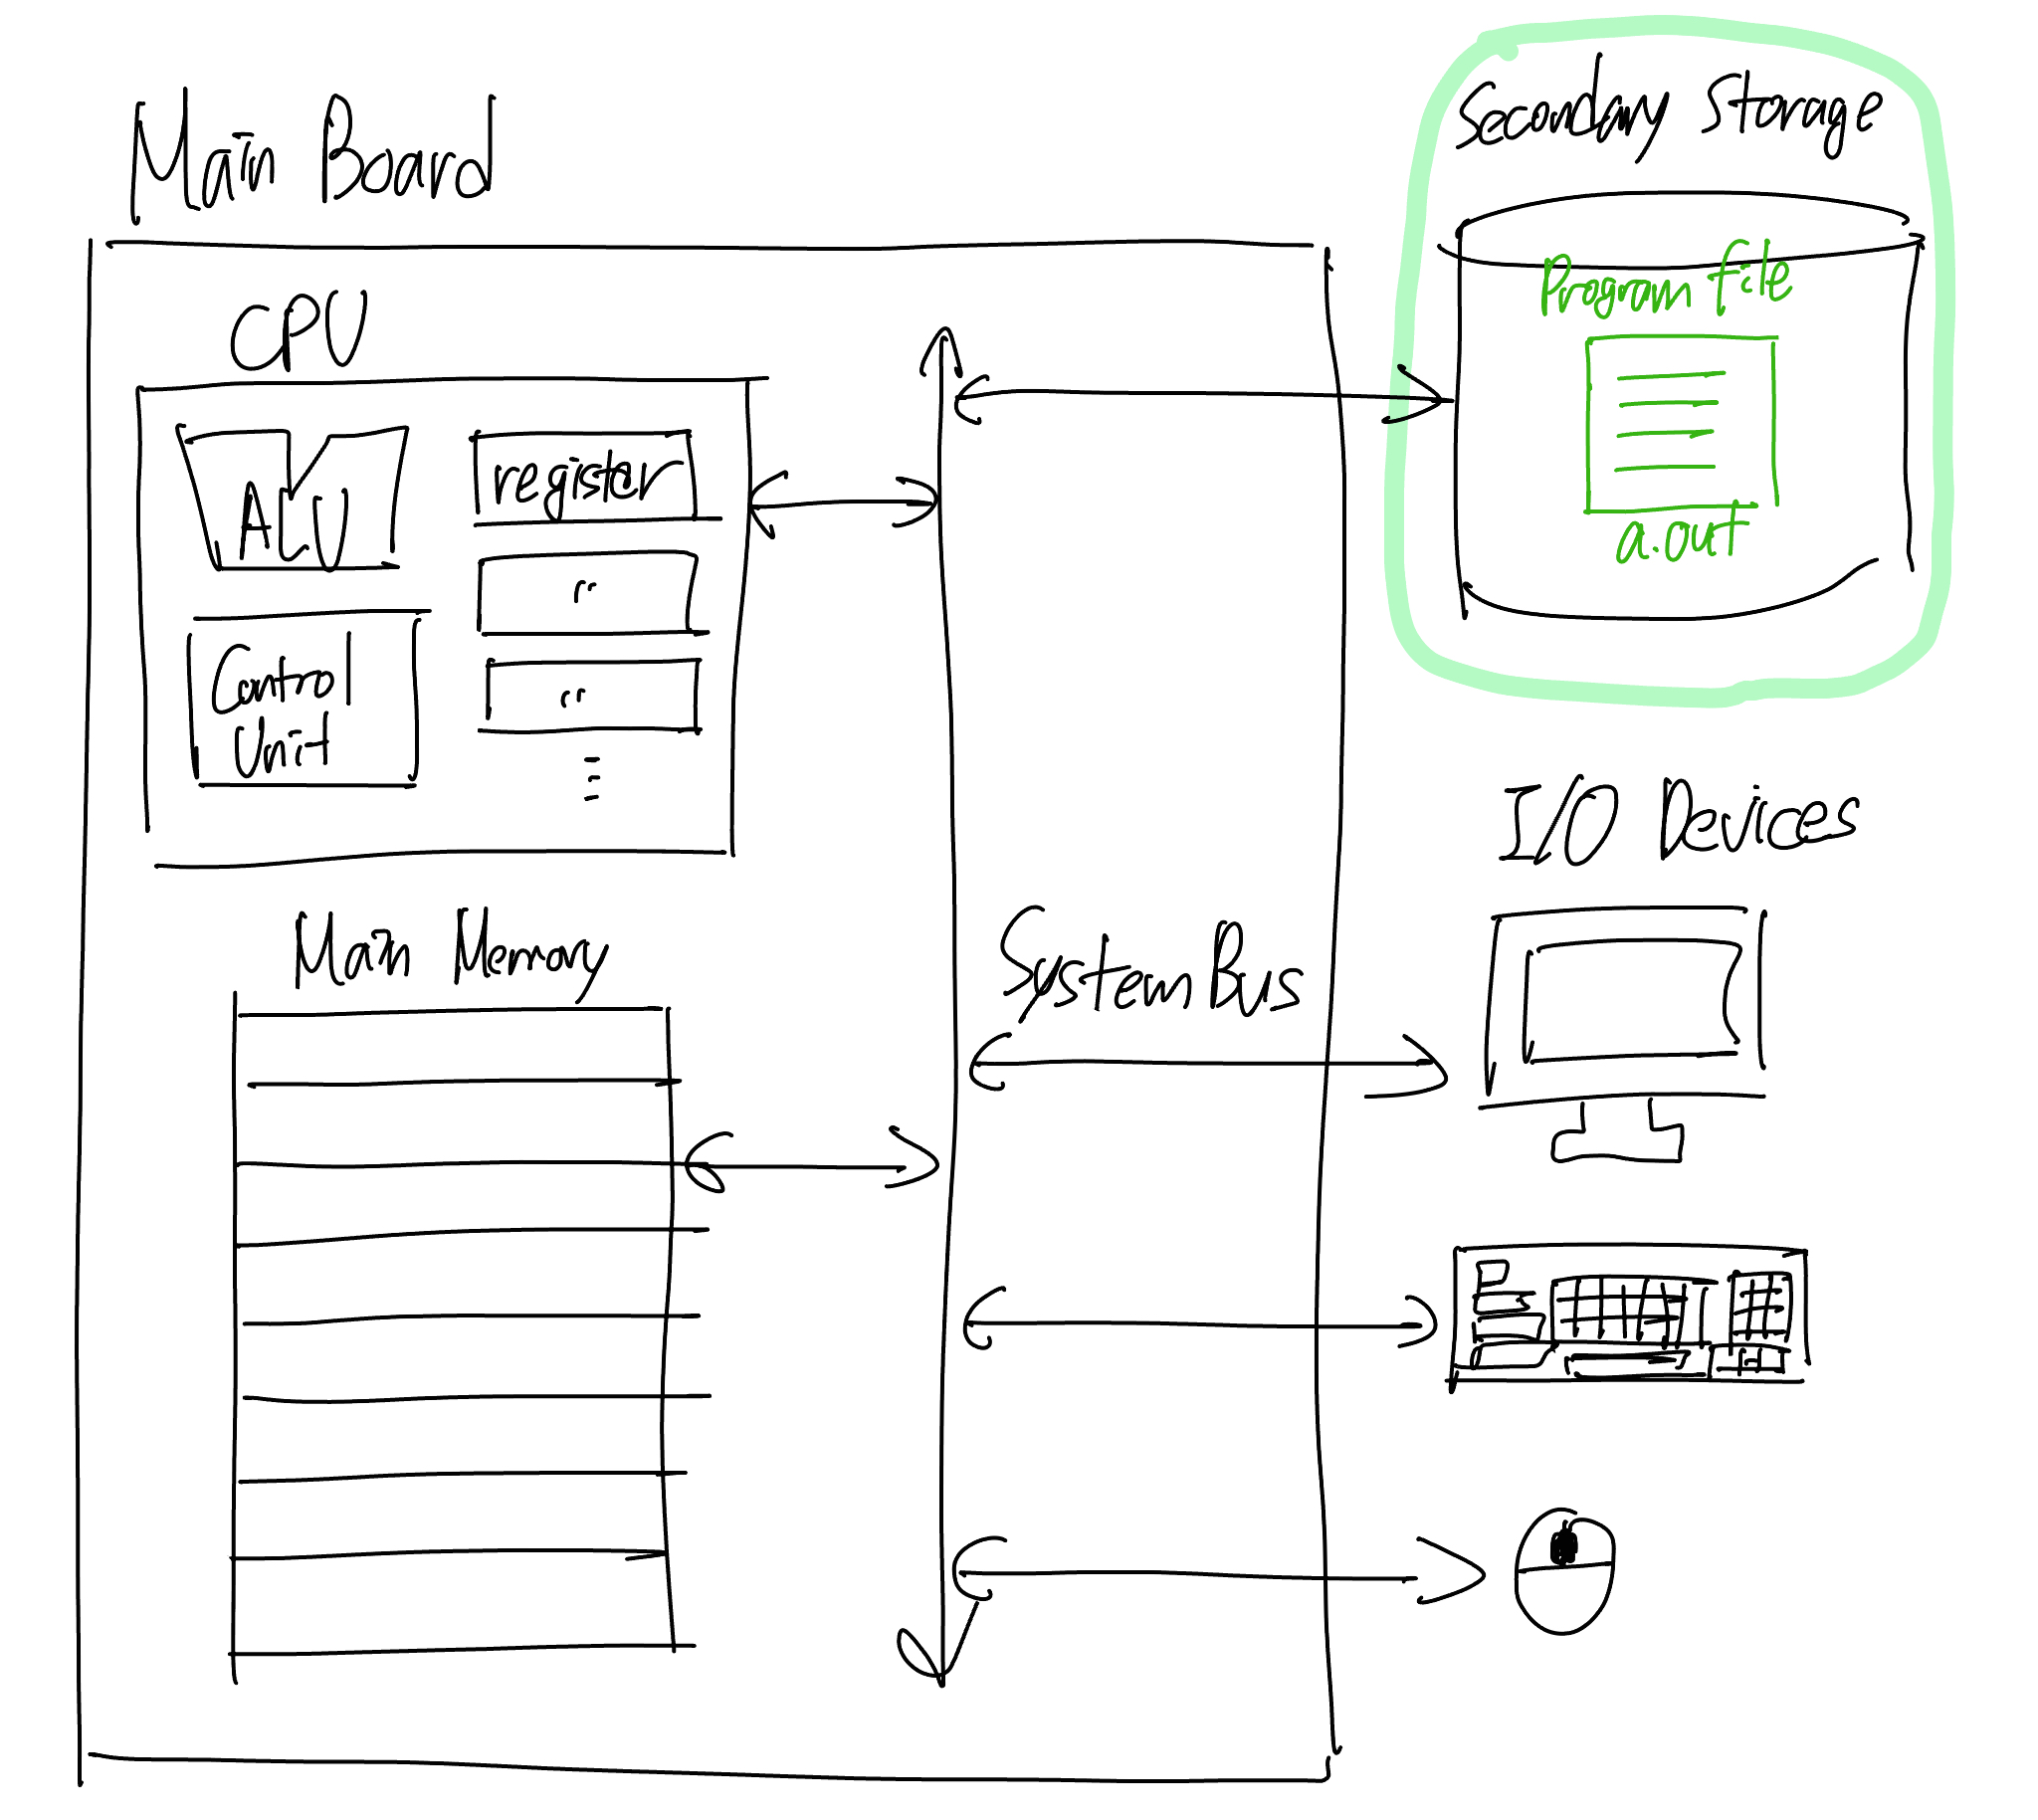 Main Board
Secondary Storage
Program file
a.out
CPU
ALU
register
"
"
Control
Unit
I/O Devices
Main Memory
System Bus